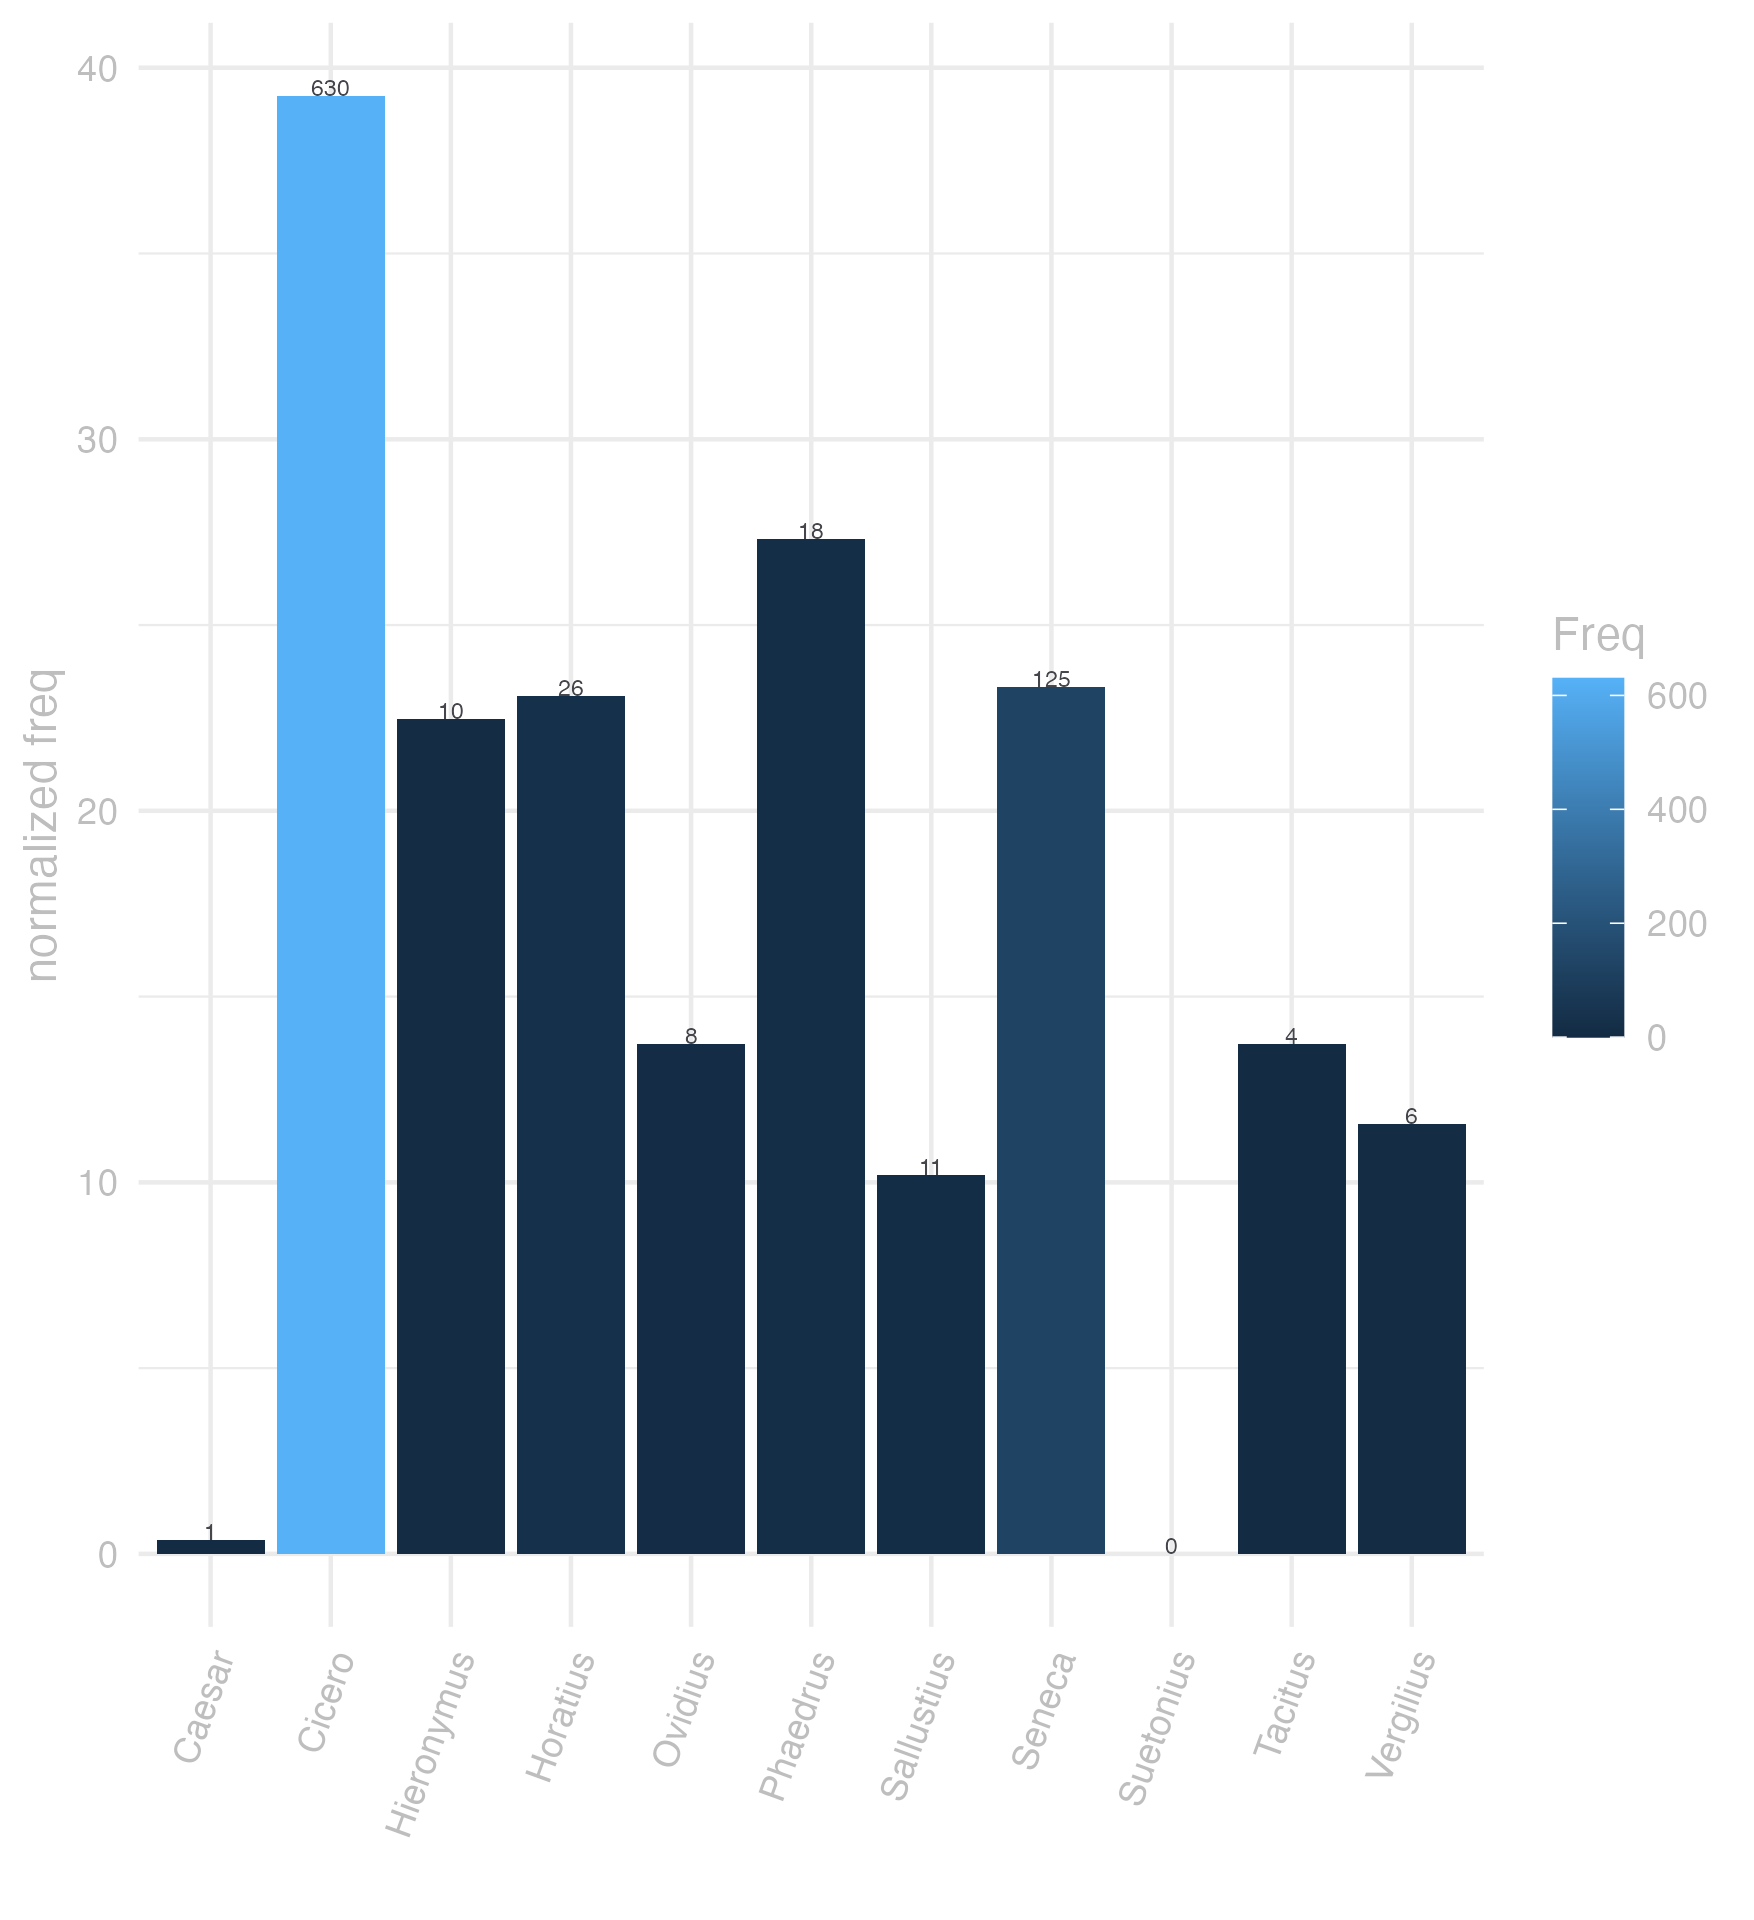 normalized freq
40
30
20
10
0
1
630
10
26
8
18
11
125
0
4
6
Caesar
Cicero
Hieronymus
Horatius
Ovidius
Phaedrus
Sallustius
Seneca
Suetonius
Tacitus
Vergilius
Freq
600
400
200
0